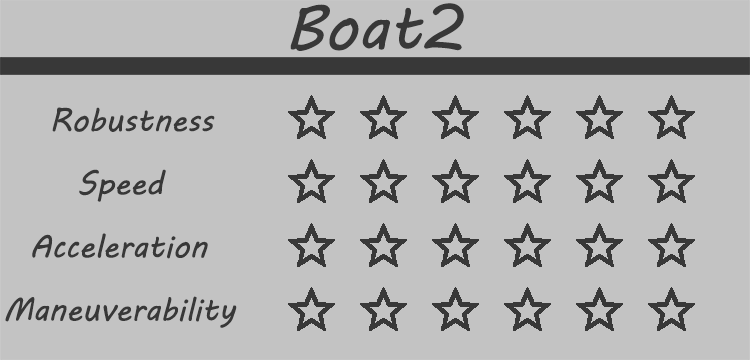 Boat2
Robustness
Speed
Acceleration
Maneuverability